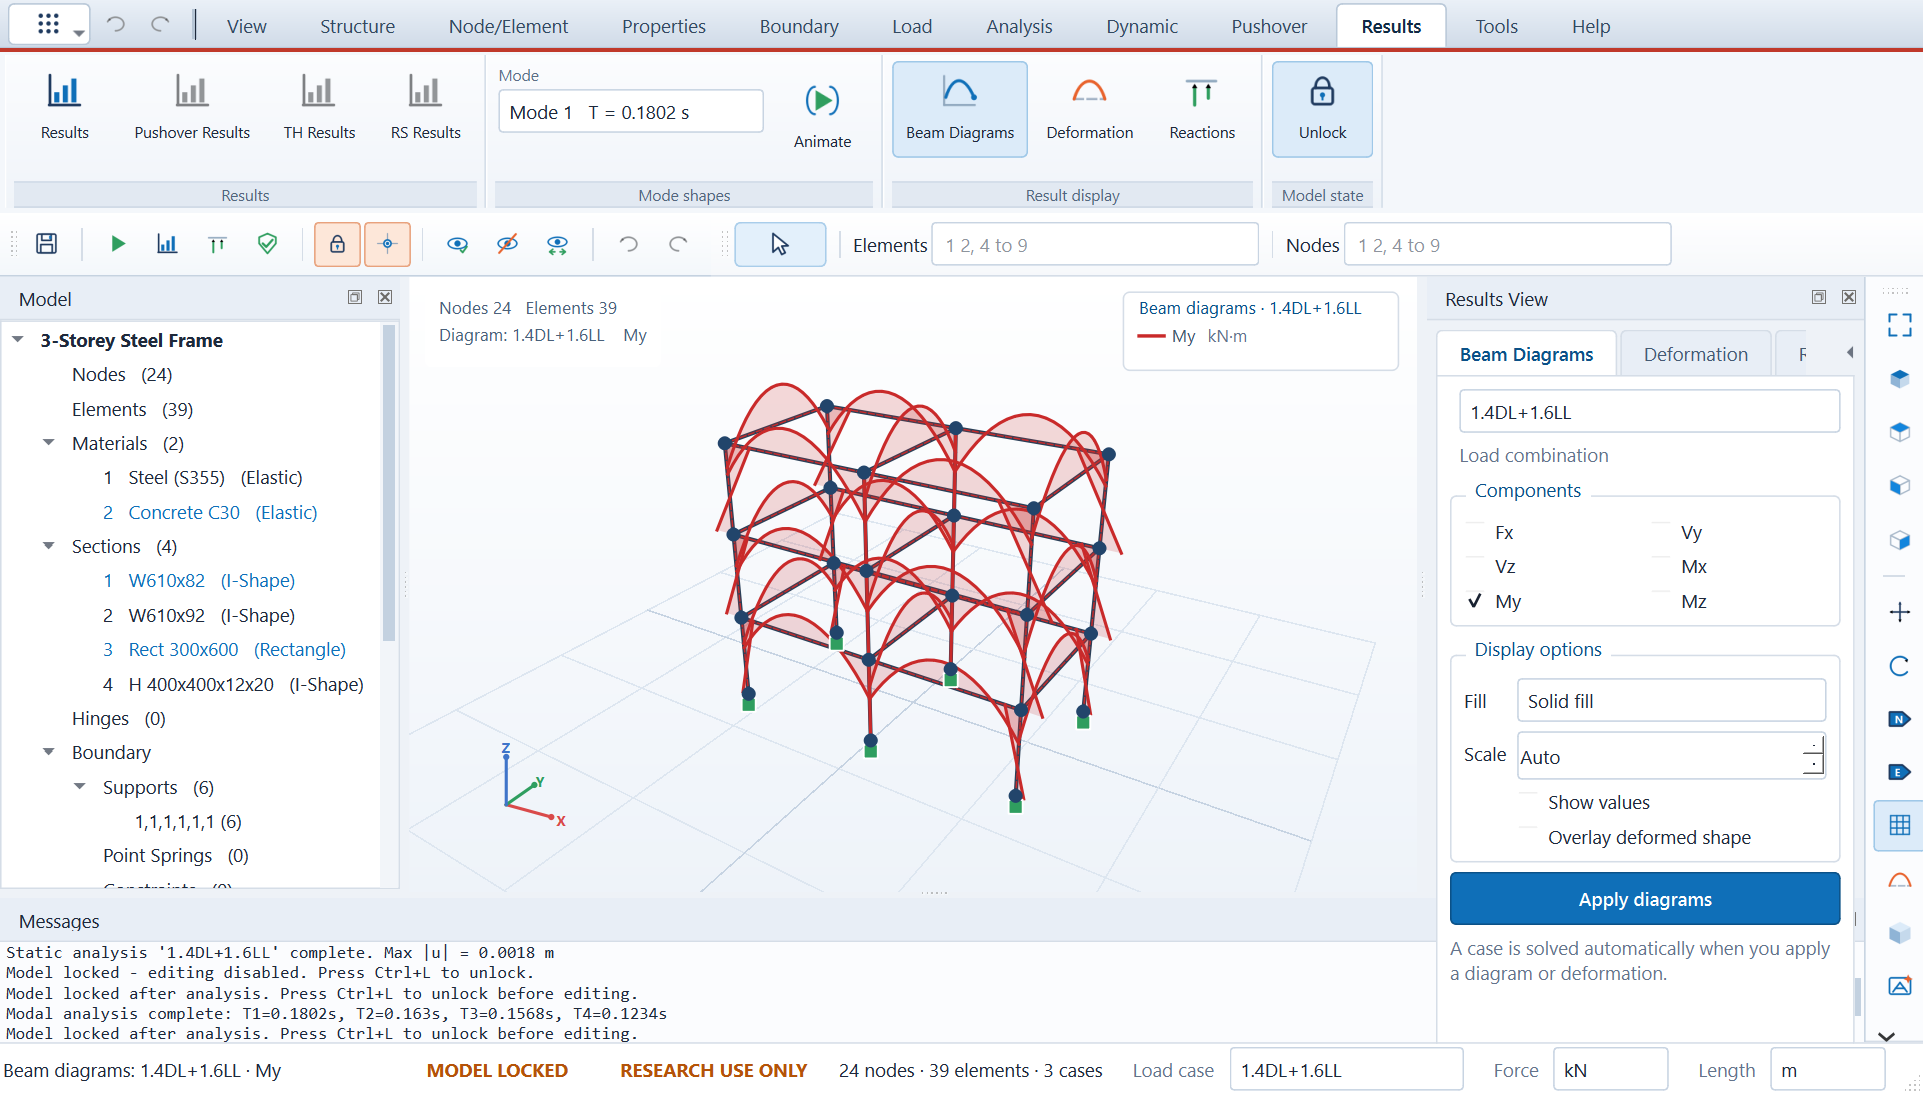 View Structure Node/Element Properties Boundary Load Analysis Dynamic Pushover Results Tools Help
Results Pushover Results TH Results RS Results
Results
Mode
Mode 1 T = 0.1802 s
Animate
Mode shapes
Beam Diagrams Deformation Reactions
Result display
Unlock
Model state
Elements 1 2, 4 to 9 Nodes 1 2, 4 to 9
Model
3-Storey Steel Frame
Nodes (24)
Elements (39)
Materials (2)
1 Steel (S355) (Elastic)
2 Concrete C30 (Elastic)
Sections (4)
1 W610x82 (I-Shape)
2 W610x92 (I-Shape)
3 Rect 300x600 (Rectangle)
4 H 400x400x12x20 (I-Shape)
Hinges (0)
Boundary
Supports (6)
1,1,1,1,1,1 (6)
Point Springs (0)
Constraints (0)
Nodes 24 Elements 39
Diagram: 1.4DL+1.6LL My
Beam diagrams · 1.4DL+1.6LL
My kN·m
Z
Y
X
Results View
Beam Diagrams Deformation
1.4DL+1.6LL
Load combination
Components
Fx Vy
Vz Mx
My Mz
Display options
Fill Solid fill
Scale Auto
Show values
Overlay deformed shape
Apply diagrams
A case is solved automatically when you apply
a diagram or deformation.
N
E
Messages
Static analysis '1.4DL+1.6LL' complete. Max |u| = 0.0018 m
Model locked - editing disabled. Press Ctrl+L to unlock.
Model locked after analysis. Press Ctrl+L to unlock before editing.
Modal analysis complete: T1=0.1802s, T2=0.163s, T3=0.1568s, T4=0.1234s
Model locked after analysis. Press Ctrl+L to unlock before editing.
Beam diagrams: 1.4DL+1.6LL · My MODEL LOCKED RESEARCH USE ONLY 24 nodes · 39 elements · 3 cases Load case 1.4DL+1.6LL Force kN Length m